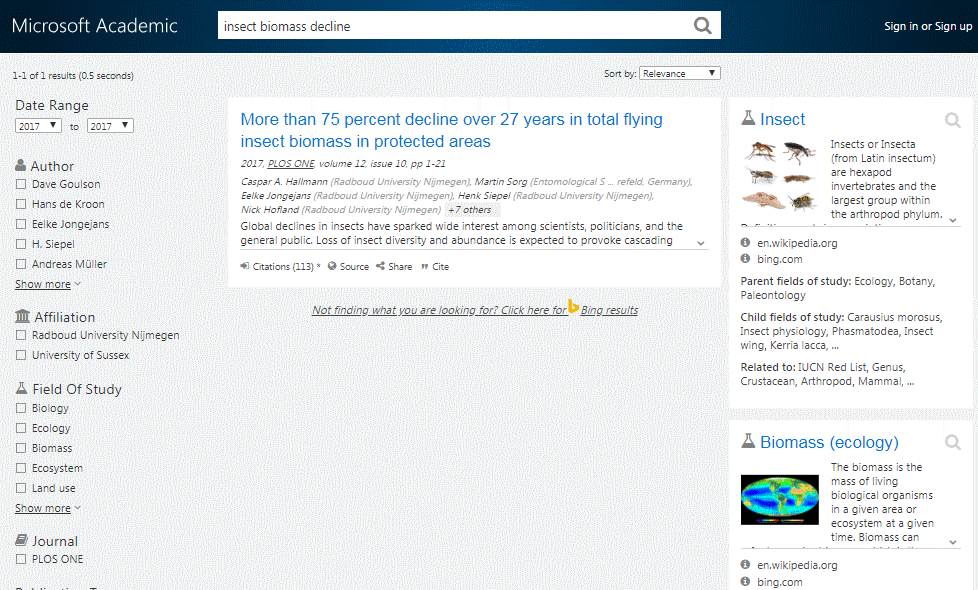 Microsoft Academic
insect biomass decline
Sign in or Sign up
1-1 of 1 results (0.5 seconds)
Sort by: Relevance
Date Range
2017 to 2017
Author
Dave Goulson
Hans de Kroon
Eelke Jongejans
H. Siepel
Andreas Müller
Show more
Affiliation
Radboud University Nijmegen
University of Sussex
Field Of Study
Biology
Ecology
Biomass
Ecosystem
Land use
Show more
Journal
PLOS ONE
More than 75 percent decline over 27 years in total flying
insect biomass in protected areas
2017, PLOS ONE, volume 12, issue 10, pp 1-21
Caspar A. Hallmann (Radboud University Nijmegen), Martin Sorg (Entomological S ... refeld, Germany),
Eelke Jongejans (Radboud University Nijmegen), Henk Siepel (Radboud University Nijmegen),
Nick Hofland (Radboud University Nijmegen) +7 others
Global declines in insects have sparked wide interest among scientists, politicians, and the
general public. Loss of insect diversity and abundance is expected to provoke cascading
Citations (113) * Source Share Cite
Not finding what you are looking for? Click here for Bing results
Insect
Insects or Insecta
(from Latin insectum)
are hexapod
invertebrates and the
largest group within
the arthropod phylum.
en.wikipedia.org
bing.com
Parent fields of study: Ecology, Botany,
Paleontology
Child fields of study: Carausius morosus,
Insect physiology, Phasmatodea, Insect
wing, Kerria lacca, ...
Related to: IUCN Red List, Genus,
Crustacean, Arthropod, Mammal, ...
Biomass (ecology)
The biomass is the
mass of living
biological organisms
in a given area or
ecosystem at a given
time. Biomass can
en.wikipedia.org
bing.com